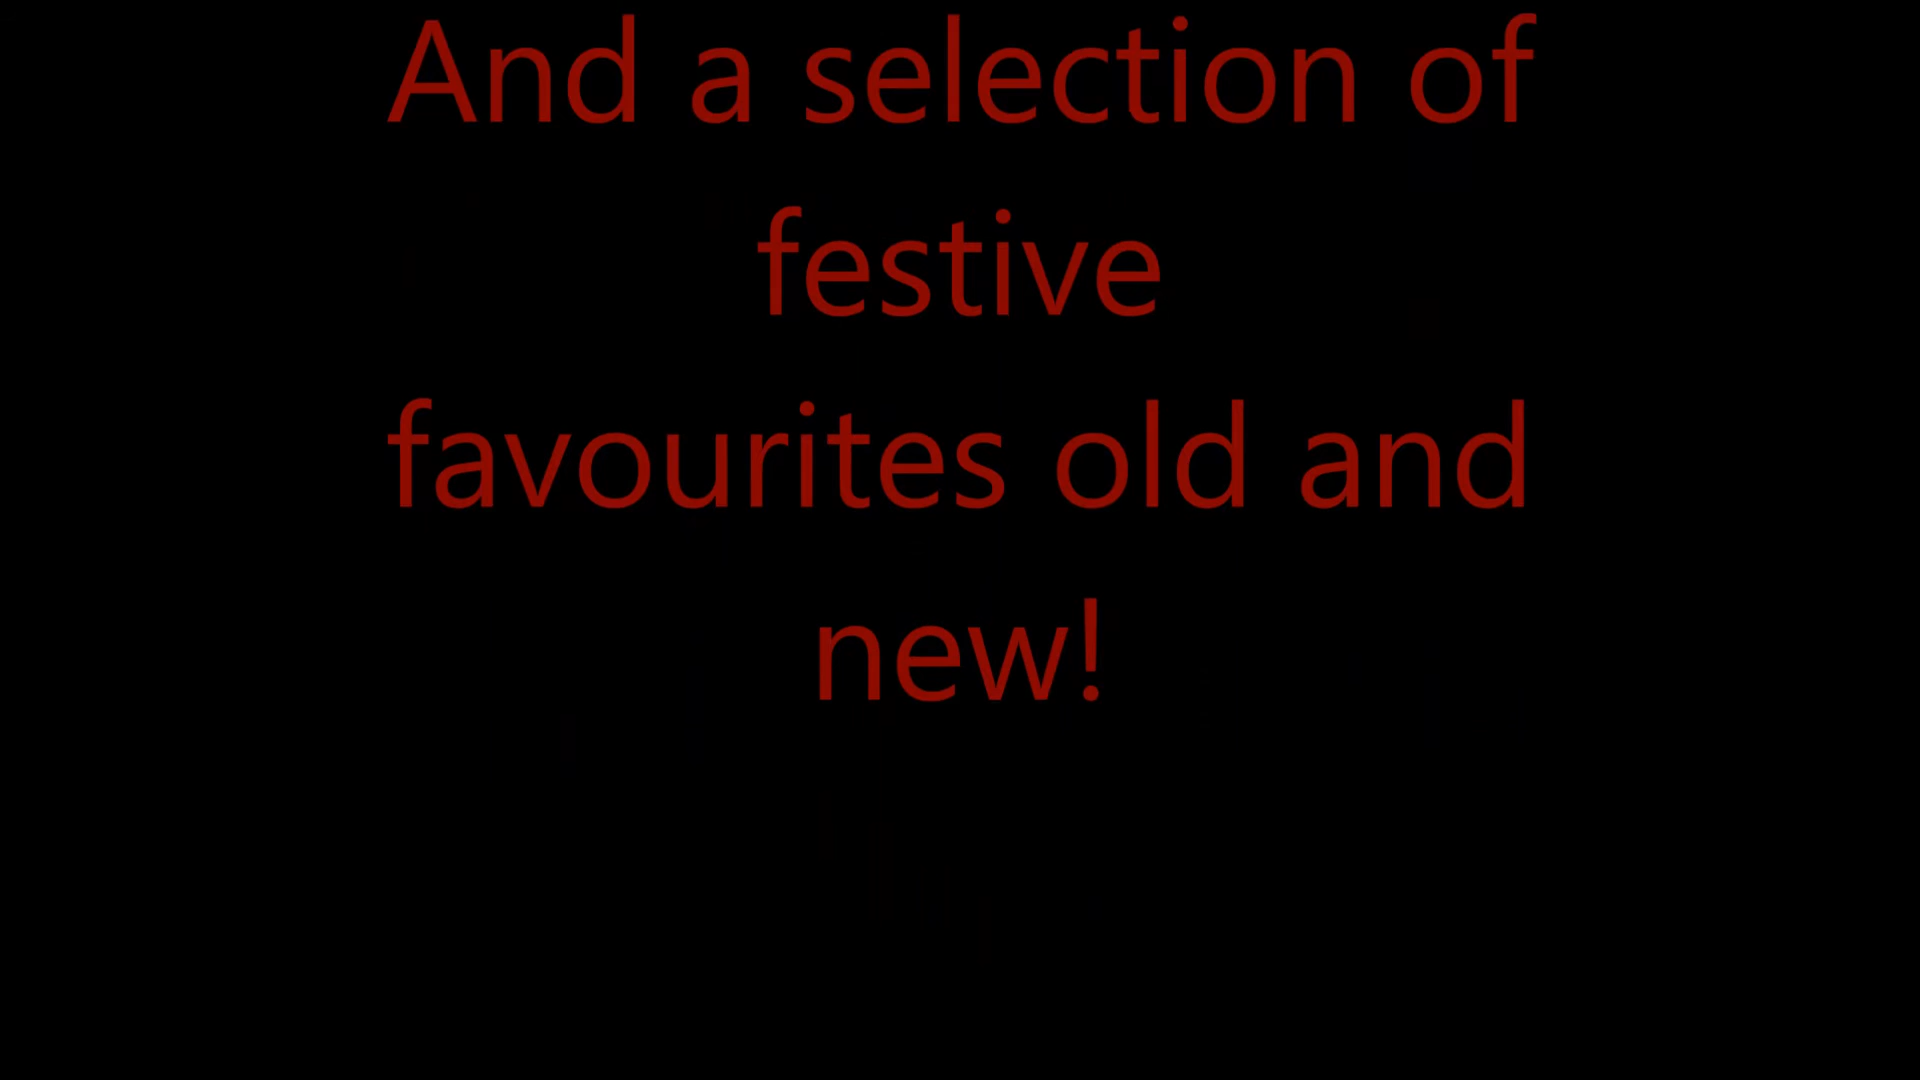 And a selection of
festive
favourites old and
new!